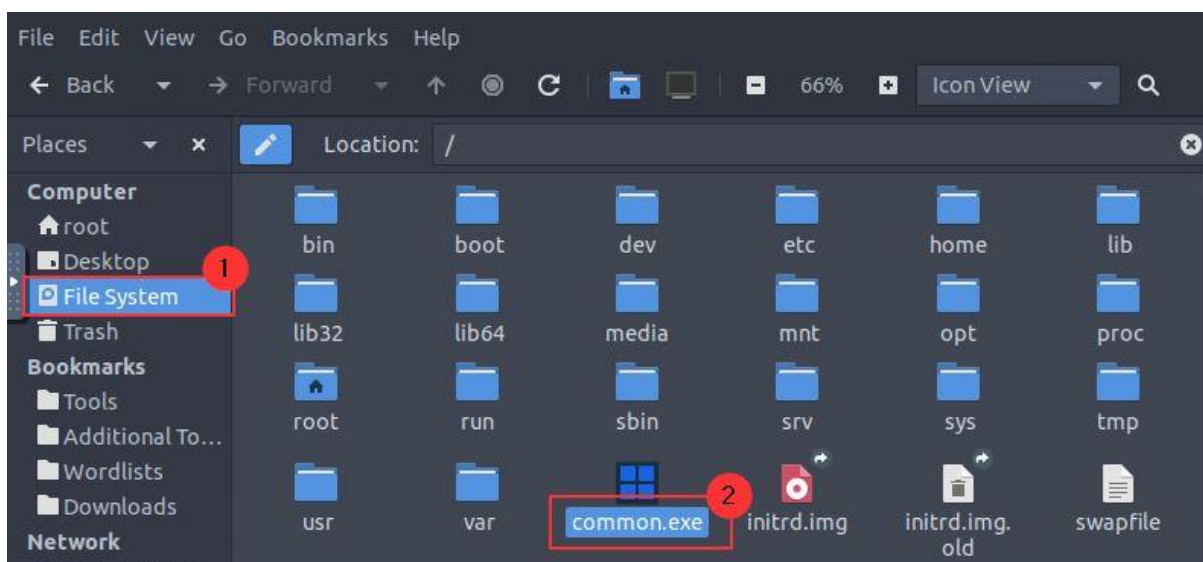 File Edit View Go Bookmarks Help
Back Forward 66% Icon View
Places Location: /
Computer
root
Desktop
1
File System
Trash
Bookmarks
Tools
Additional To...
Wordlists
Downloads
Network
bin boot dev etc home lib
lib32 lib64 media mnt opt proc
root run sbin srv sys tmp
2
usr var common.exe initrd.img initrd.img. swapfile
old